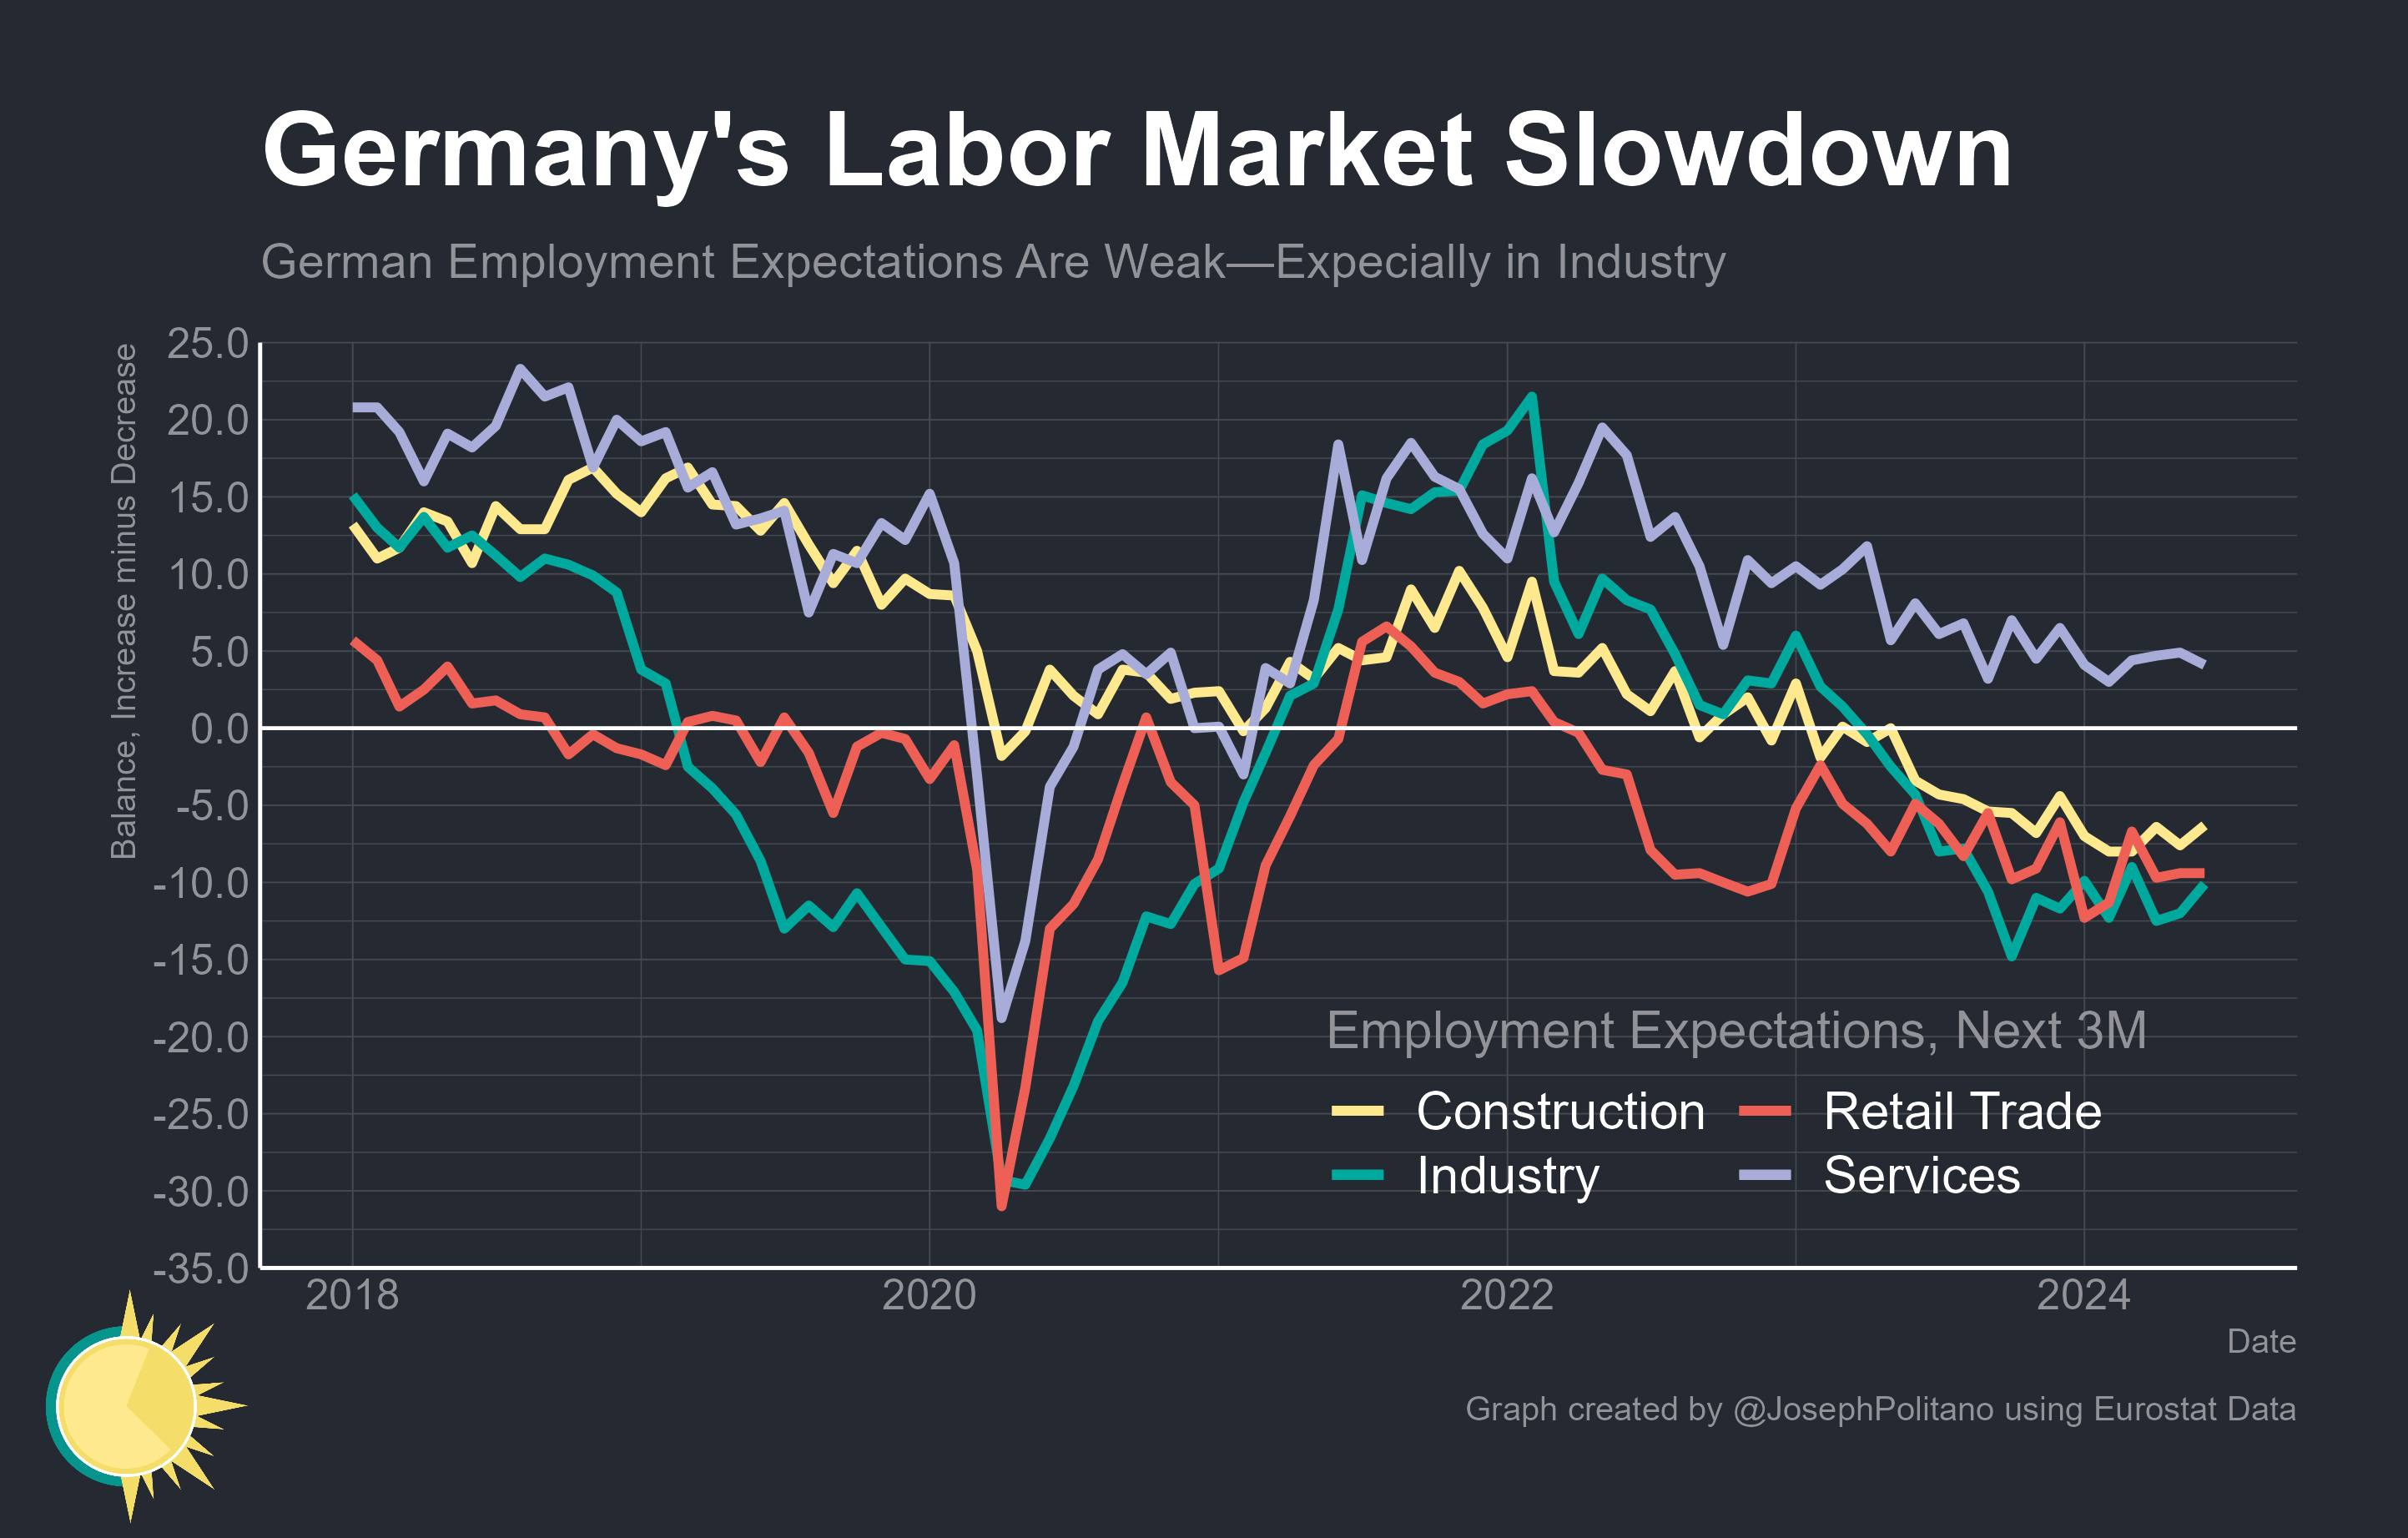 Germany's Labor Market Slowdown
German Employment Expectations Are Weak—Expecially in Industry
Balance, Increase minus Decrease
25.0
20.0
15.0
10.0
5.0
0.0
-5.0
-10.0
-15.0
-20.0
-25.0
-30.0
-35.0
Employment Expectations, Next 3M
Construction Retail Trade
Industry Services
2018 2020 2022 2024
Date
Graph created by @JosephPolitano using Eurostat Data